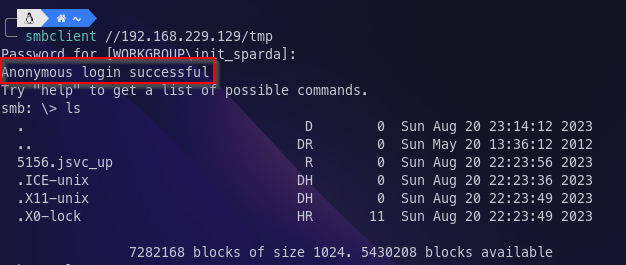 ~
smbclient //192.168.229.129/tmp
Password for [WORKGROUP\init_sparda]:
Anonymous login successful
Try "help" to get a list of possible commands.
smb: \> ls
. D 0 Sun Aug 20 23:14:12 2023
.. DR 0 Sun May 20 13:36:12 2012
5156.jsvc_up R 0 Sun Aug 20 22:23:56 2023
.ICE-unix DH 0 Sun Aug 20 22:23:36 2023
.X11-unix DH 0 Sun Aug 20 22:23:49 2023
.X0-lock HR 11 Sun Aug 20 22:23:49 2023
7282168 blocks of size 1024. 5430208 blocks available